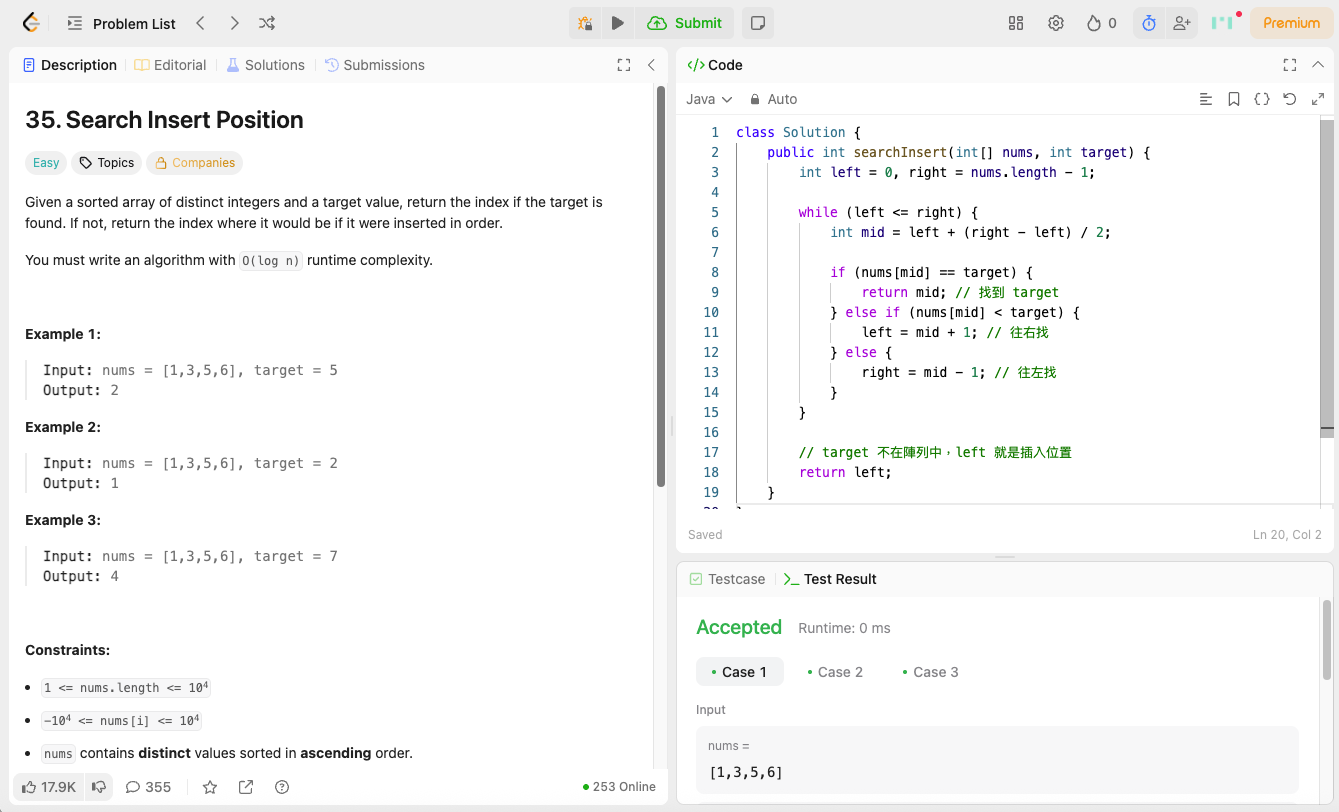 Problem List
Submit
0
Premium
Description
Editorial
Solutions
Submissions
35. Search Insert Position
Easy
Topics
Companies
Given a sorted array of distinct integers and a target value, return the index if the target is
found. If not, return the index where it would be if it were inserted in order.
You must write an algorithm with O(log n) runtime complexity.
Example 1:
Input: nums = [1,3,5,6], target = 5
Output: 2
Example 2:
Input: nums = [1,3,5,6], target = 2
Output: 1
Example 3:
Input: nums = [1,3,5,6], target = 7
Output: 4
Constraints:
1 <= nums.length <= 10⁴
-10⁴ <= nums[i] <= 10⁴
nums contains distinct values sorted in ascending order.
17.9K
355
253 Online
</> Code
Java
Auto
1 class Solution {
2 public int searchInsert(int[] nums, int target) {
3 int left = 0, right = nums.length - 1;
4
5 while (left <= right) {
6 int mid = left + (right - left) / 2;
7
8 if (nums[mid] == target) {
9 return mid; // 找到 target
10 } else if (nums[mid] < target) {
11 left = mid + 1; // 往右找
12 } else {
13 right = mid - 1; // 往左找
14 }
15 }
16
17 // target 不在陣列中，left 就是插入位置
18 return left;
19 }
Saved
Ln 20, Col 2
Testcase
Test Result
Accepted
Runtime: 0 ms
Case 1
Case 2
Case 3
Input
nums =
[1,3,5,6]